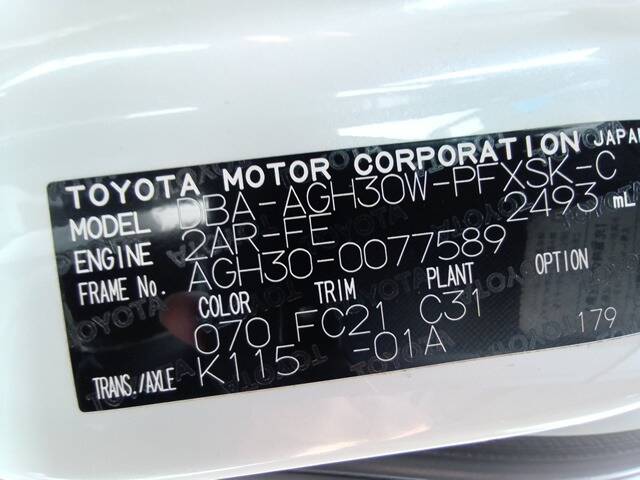 TOYOTA MOTOR CORPORATION JAPAN
MODEL DBA-AGH30W-PFXSK-C
ENGINE 2AR-FE 2493 mL
FRAME No. AGH30-0077589
COLOR TRIM PLANT OPTION
070 FC21 C31
TRANS./AXLE K115 -01A 179